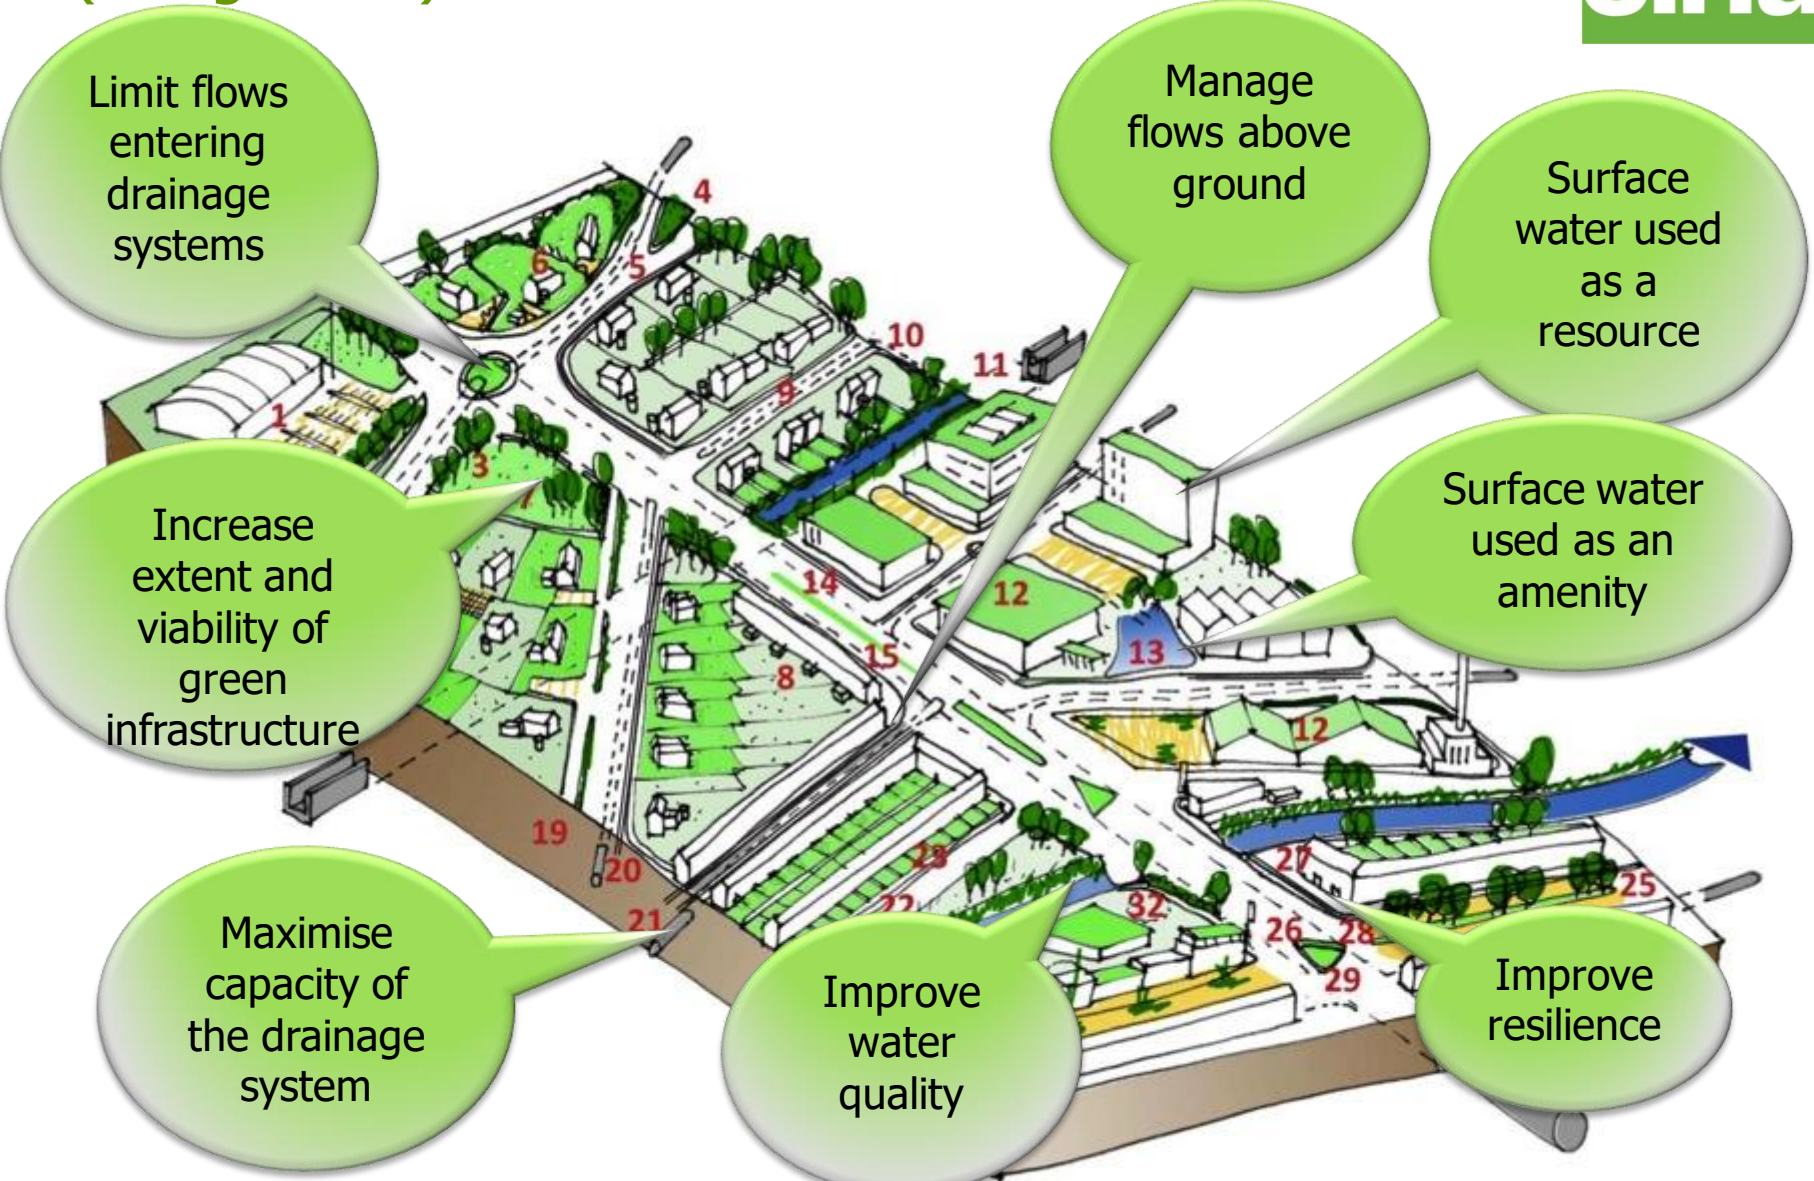 Limit flows
entering
drainage
systems
Manage
flows above
ground
Surface
water used
as a
resource
Surface water
used as an
amenity
Increase
extent and
viability of
green
infrastructure
Maximise
capacity of
the drainage
system
Improve
water
quality
Improve
resilience
4
6
5
10
11
9
1
3
7
14
12
15
13
8
12
19
20
23
27
25
22
32
21
26
28
29